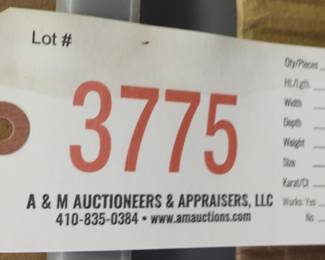 Lot #
3775
A & M AUCTIONEERS & APPRAISERS, LLC
410-835-0384 • www.amauctions.com
Qty/Pieces
Ht./Lgth.
Width
Depth
Weight
Size
Karat/Ct
Works: Yes
No